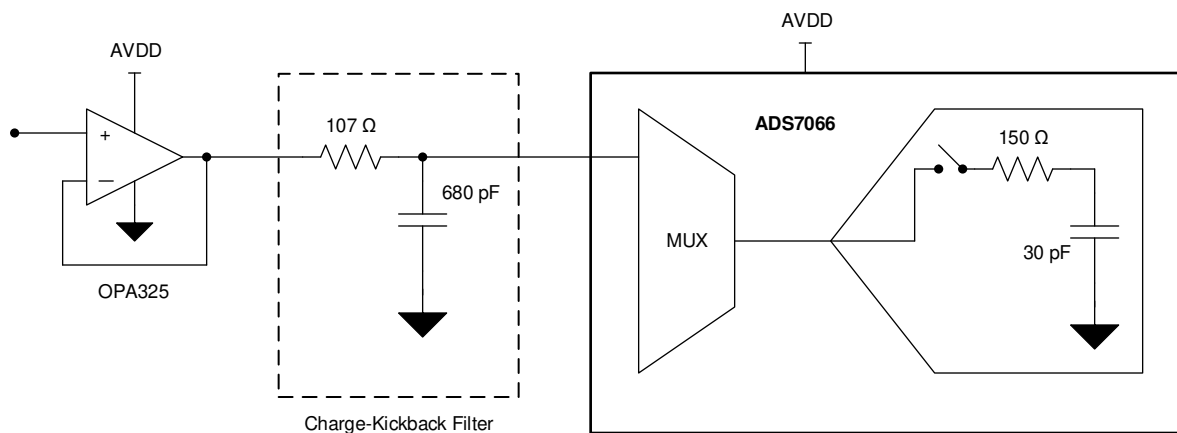 AVDD
AVDD
107 Ω
ADS7066
150 Ω
+
680 pF
−
MUX
30 pF
OPA325
Charge-Kickback Filter